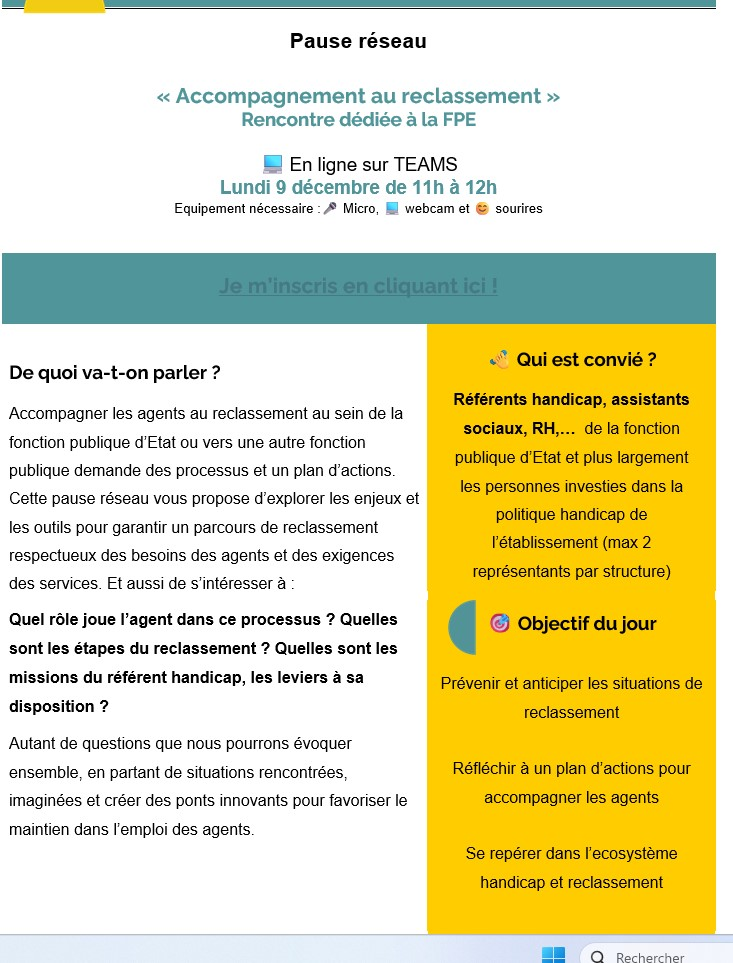 Pause réseau
« Accompagnement au reclassement »
Rencontre dédiée à la FPE
💻 En ligne sur TEAMS
Lundi 9 décembre de 11h à 12h
Equipement nécessaire : 🎤 Micro, 💻 webcam et 😊 sourires
Je m'inscris en cliquant ici !
De quoi va-t-on parler ?
Accompagner les agents au reclassement au sein de la
fonction publique d’Etat ou vers une autre fonction
publique demande des processus et un plan d’actions.
Cette pause réseau vous propose d’explorer les enjeux et
les outils pour garantir un parcours de reclassement
respectueux des besoins des agents et des exigences
des services. Et aussi de s’intéresser à :
Quel rôle joue l’agent dans ce processus ? Quelles
sont les étapes du reclassement ? Quelles sont les
missions du référent handicap, les leviers à sa
disposition ?
Autant de questions que nous pourrons évoquer
ensemble, en partant de situations rencontrées,
imaginées et créer des ponts innovants pour favoriser le
maintien dans l’emploi des agents.
👋 Qui est convié ?
Référents handicap, assistants
sociaux, RH,… de la fonction
publique d’Etat et plus largement
les personnes investies dans la
politique handicap de
l’établissement (max 2
représentants par structure)
🎯 Objectif du jour
Prévenir et anticiper les situations de
reclassement
Réfléchir à un plan d’actions pour
accompagner les agents
Se repérer dans l’ecosystème
handicap et reclassement
Rechercher